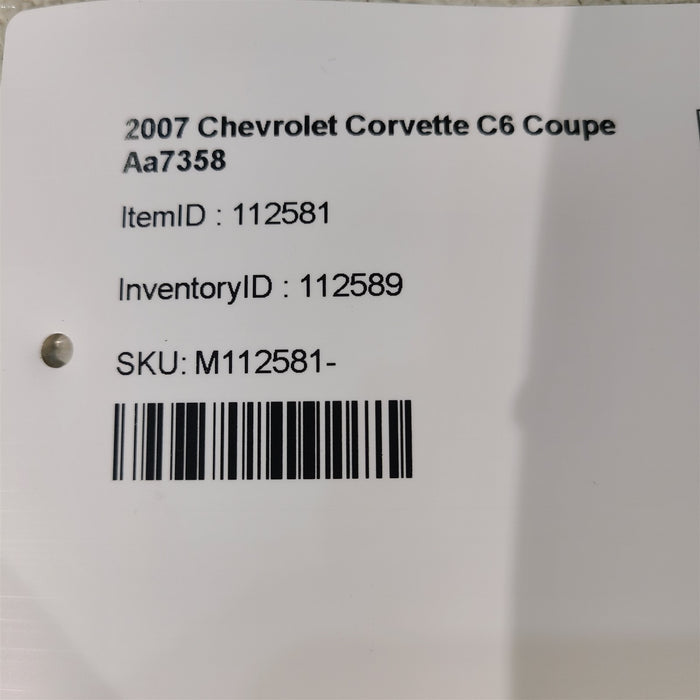 2007 Chevrolet Corvette C6 Coupe
Aa7358
ItemID : 112581
InventoryID : 112589
SKU: M112581-